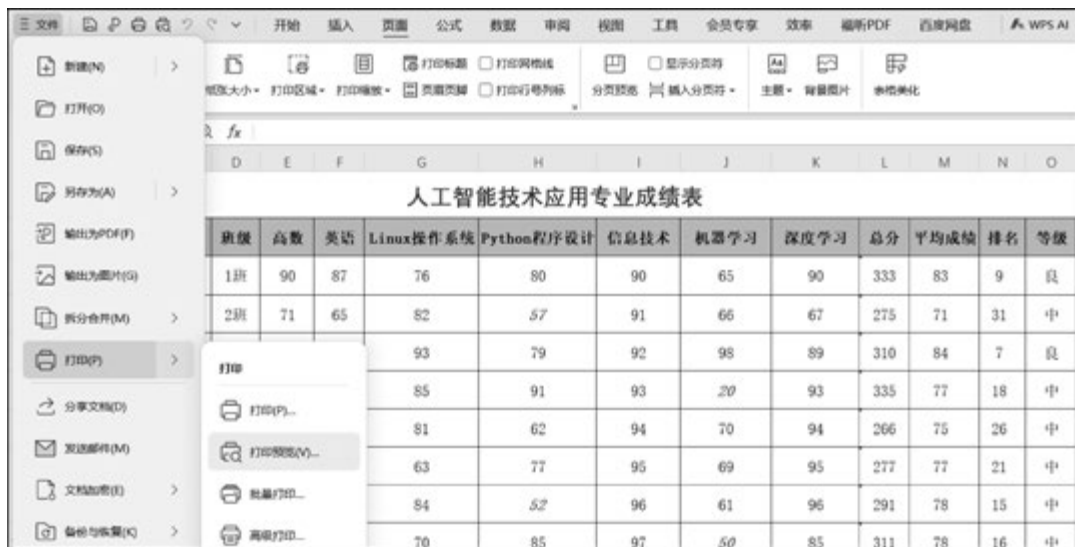 三 文件 开始 插入 页面 公式 数据 审阅 视图 工具 会员专享 效率 福昕PDF 百度网盘 WPS AI
新建(N)
打开(O)
保存(S)
另存为(A)
输出为PDF(F)
输出为图片(G)
拆分合并(M)
打印(P)
分享文档(D)
发送邮件(M)
文档加密(E)
备份与恢复(K)
打印
打印(P)...
打印预览(V)...
批量打印...
高级打印...
打印标题 打印网格线 显示分页符
纸张大小 打印区域 打印缩放 页眉页脚 打印行号列标 分页预览 插入分页符 主题 背景图片 表格美化
fx
D E F G H I J K L M N O
人工智能技术应用专业成绩表
班级 高数 英语 Linux操作系统 Python程序设计 信息技术 机器学习 深度学习 总分 平均成绩 排名 等级
1班 90 87 76 80 90 65 90 333 83 9 良
2班 71 65 82 57 91 66 67 275 71 31 中
93 79 92 98 89 310 84 7 良
85 91 93 20 93 335 77 18 中
81 62 94 70 94 266 75 26 中
63 77 95 69 95 277 77 21 中
84 52 96 61 96 291 78 15 中
70 85 97 50 85 311 78 16 中